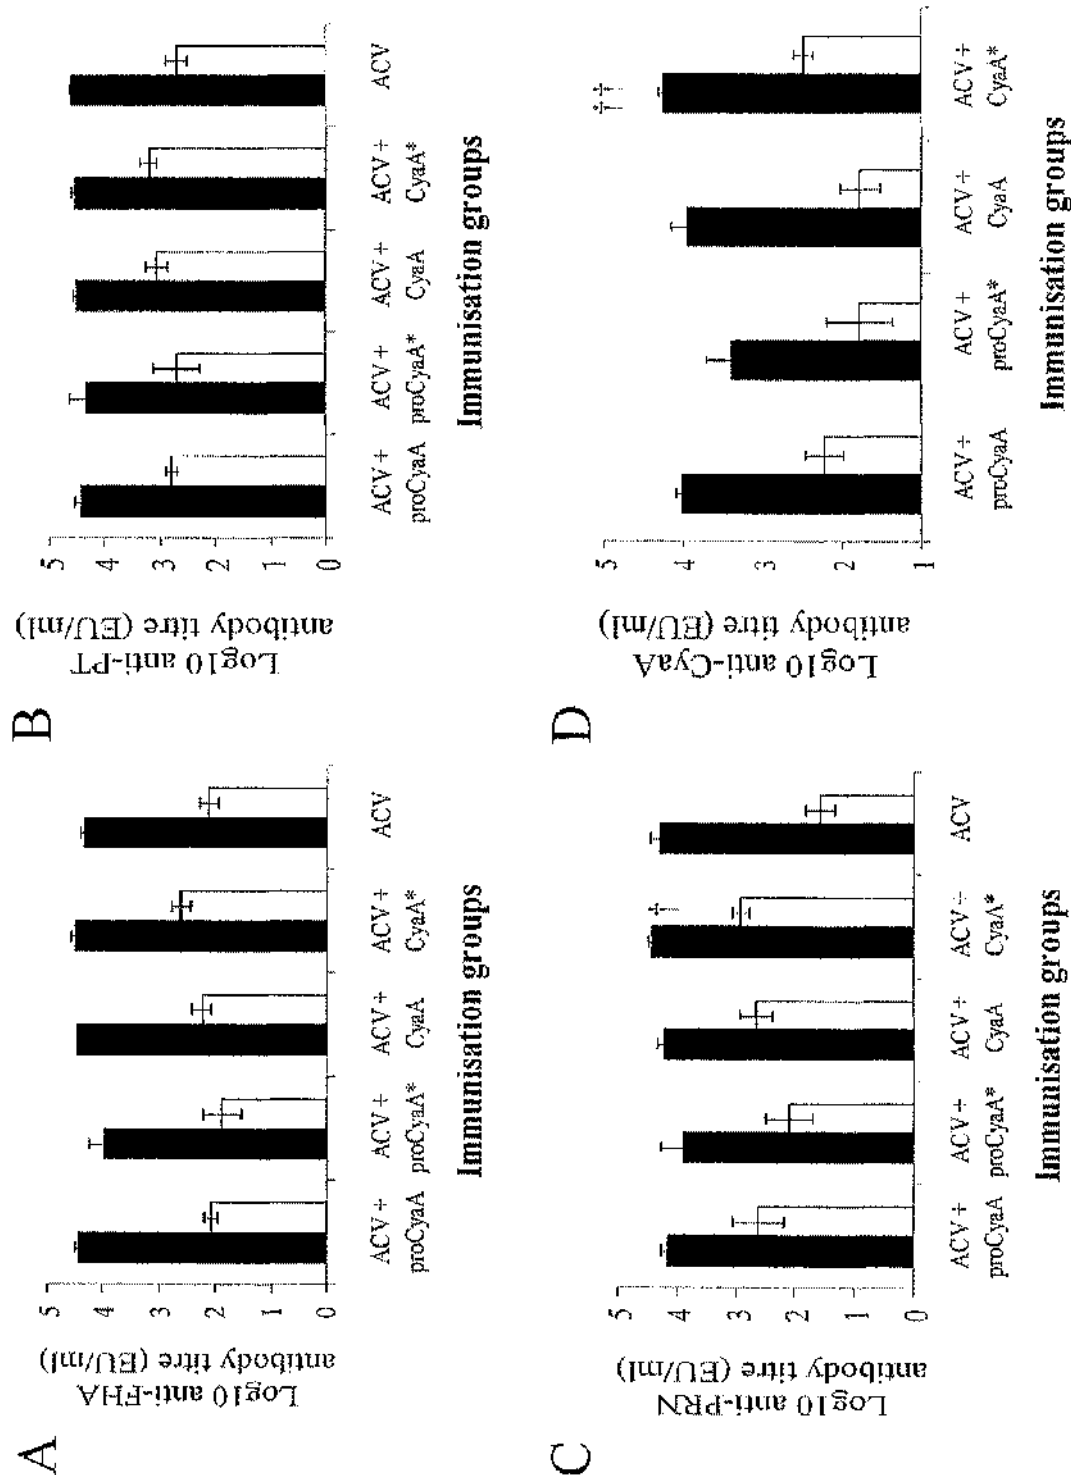 A
Log10 anti-FHA
antibody titre (EU/ml)
5
4
3
2
1
0
ACV+ ACV+ ACV+ ACV+ ACV
proCyaA proCyaA* CyaA CyaA*
Immunisation groups
B
Log10 anti-PT
antibody titre (EU/ml)
5
4
3
2
1
0
ACV+ ACV+ ACV+ ACV+ ACV
proCyaA proCyaA* CyaA CyaA*
Immunisation groups
C
Log10 anti-PRN
antibody titre (EU/ml)
5
4
3
2
1
0
†
ACV+ ACV+ ACV+ ACV+ ACV
proCyaA proCyaA* CyaA CyaA*
Immunisation groups
D
Log10 anti-CyaA
antibody titre (EU/ml)
5
4
3
2
1
††
ACV+ ACV+ ACV+ ACV+
proCyaA proCyaA* CyaA CyaA*
Immunisation groups